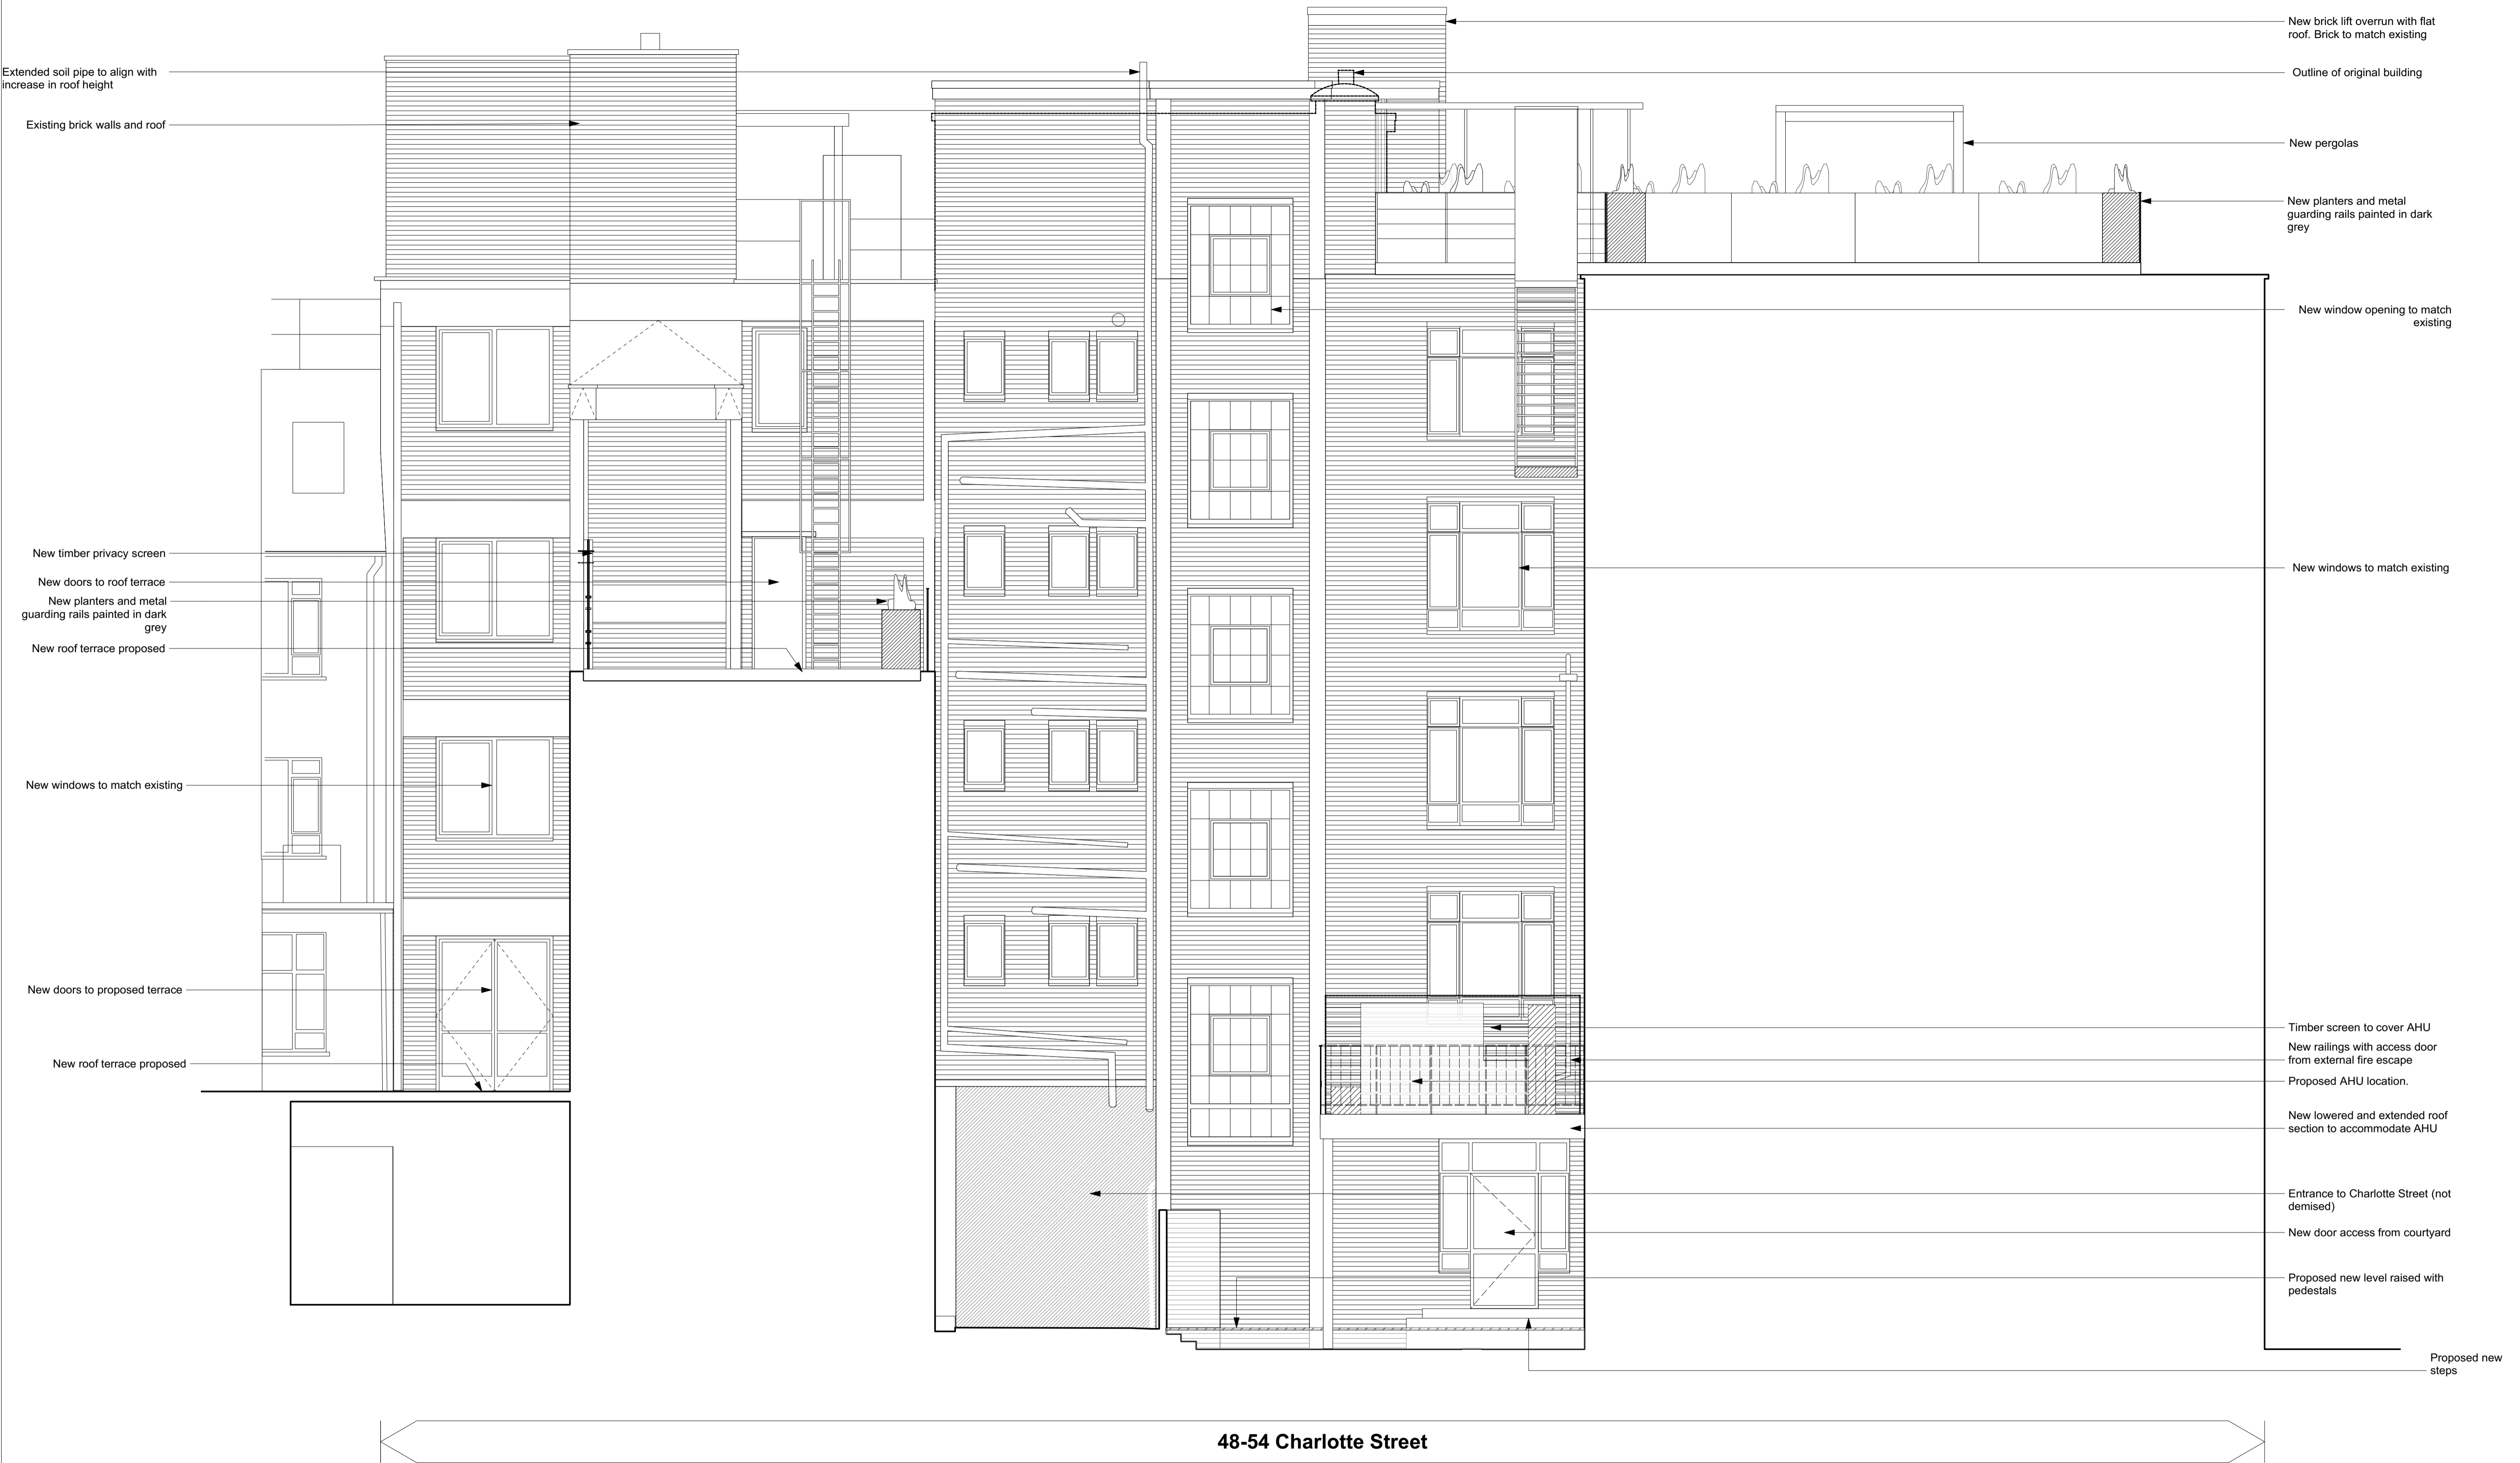 Extended soil pipe to align with
increase in roof height
Existing brick walls and roof
New timber privacy screen
New doors to roof terrace
New planters and metal
guarding rails painted in dark
grey
New roof terrace proposed
New windows to match existing
New doors to proposed terrace
New roof terrace proposed
New brick lift overrun with flat
roof. Brick to match existing
Outline of original building
New pergolas
New planters and metal
guarding rails painted in dark
grey
New window opening to match
existing
New windows to match existing
Timber screen to cover AHU
New railings with access door
from external fire escape
Proposed AHU location.
New lowered and extended roof
section to accommodate AHU
Entrance to Charlotte Street (not
demised)
New door access from courtyard
Proposed new level raised with
pedestals
Proposed new
steps
48-54 Charlotte Street